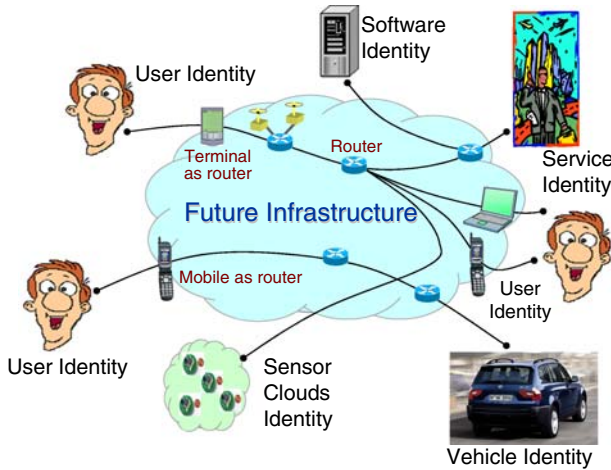 Software
Identity
User Identity
Terminal
as router
Router
Service
Identity
Future Infrastructure
Mobile as router
User
Identity
User Identity
Sensor
Clouds
Identity
Vehicle Identity